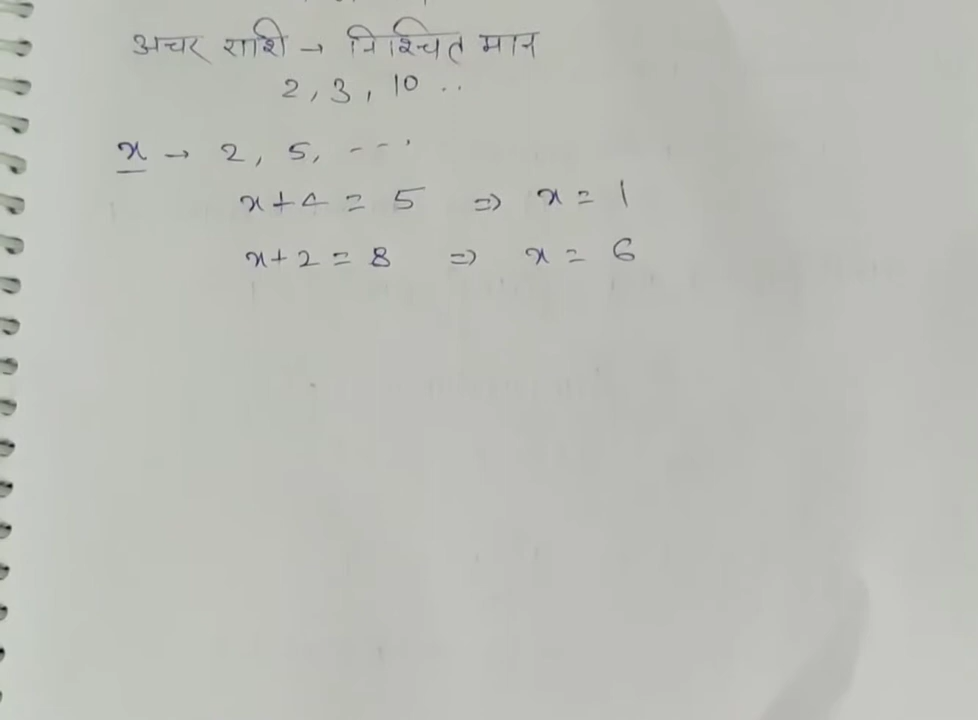 अचर राशि → निश्चित मान
2, 3, 10 ..
x → 2, 5, ---
x+4 = 5 ⇒ x = 1
x+2 = 8 ⇒ x = 6